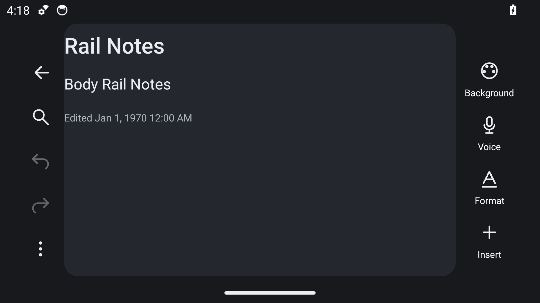 4:18
Rail Notes
Body Rail Notes
Edited Jan 1, 1970 12:00 AM
Background
Voice
Format
Insert